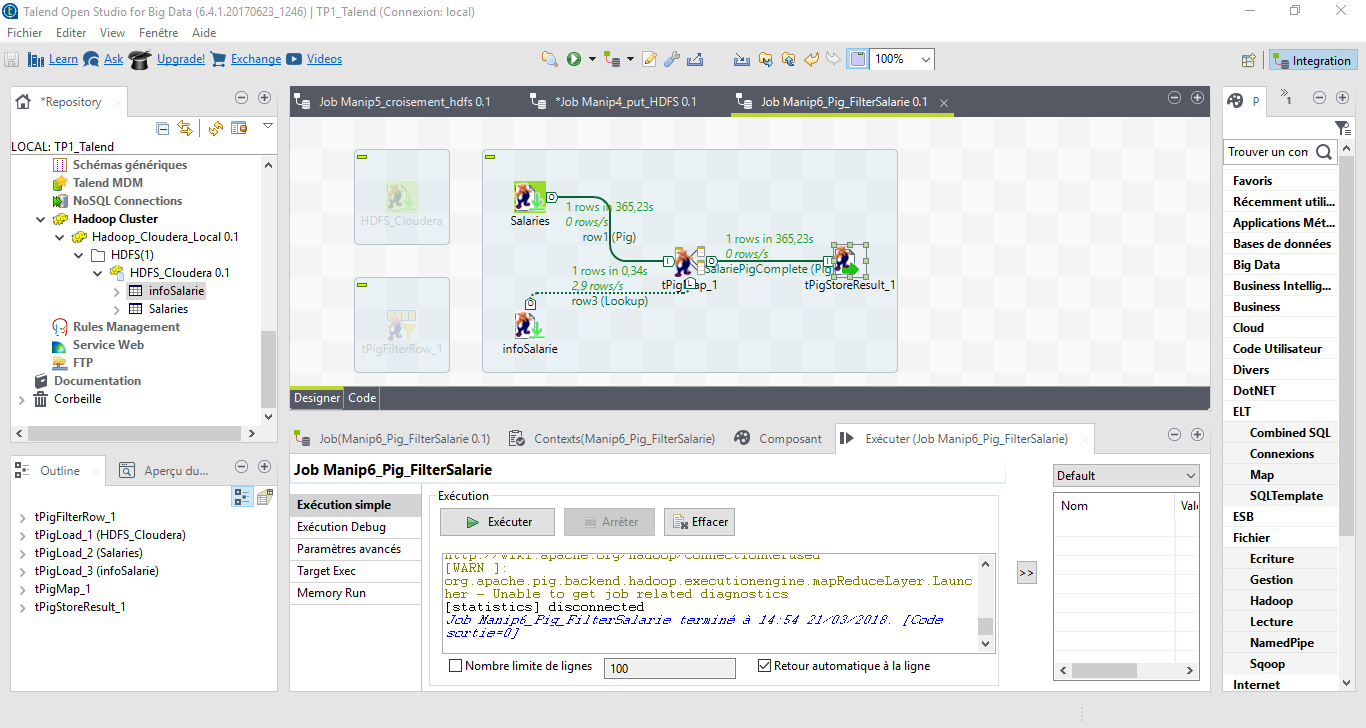 Talend Open Studio for Big Data (6.4.1.20170623_1246) | TP1_Talend (Connexion: local)
Fichier Editer View Fenêtre Aide
Learn Ask Upgrade! Exchange Videos
100%
Integration
*Repository
LOCAL: TP1_Talend
Schémas génériques
Talend MDM
NoSQL Connections
Hadoop Cluster
Hadoop_Cloudera_Local 0.1
HDFS(1)
HDFS_Cloudera 0.1
infoSalarie
Salaries
Rules Management
Service Web
FTP
Documentation
Corbeille
Outline
Aperçu du...
tPigFilterRow_1
tPigLoad_1 (HDFS_Cloudera)
tPigLoad_2 (Salaries)
tPigLoad_3 (infoSalarie)
tPigMap_1
tPigStoreResult_1
Job Manip5_croisement_hdfs 0.1
*Job Manip4_put_HDFS 0.1
Job Manip6_Pig_FilterSalarie 0.1
HDFS_Cloudera
tPigFilterRow_1
Salaries
1 rows in 365,23s
0 rows/s
row1 (Pig)
1 rows in 365,23s
0 rows/s
SalariePigComplete (Pig)
1 rows in 0,34s
2.9 rows/s
row3 (Lookup)
tPigMap_1
tPigStoreResult_1
infoSalarie
Designer Code
Job(Manip6_Pig_FilterSalarie 0.1)
Contexts(Manip6_Pig_FilterSalarie)
Composant
Exécuter (Job Manip6_Pig_FilterSalarie)
Job Manip6_Pig_FilterSalarie
Exécution simple
Exécution Debug
Paramètres avancés
Target Exec
Memory Run
Exécution
Exécuter
Arrêter
Effacer
http://wiki.apache.org/hadoop/ConnectionRefused
[WARN ]:
org.apache.pig.backend.hadoop.executionengine.mapReduceLayer.Launc
her - Unable to get job related diagnostics
[statistics] disconnected
Job Manip6_Pig_FilterSalarie terminé à 14:54 21/03/2018. [Code
sortie=0]
Nombre limite de lignes
100
Retour automatique à la ligne
>>
Default
Nom
Val
P
1
Trouver un com
Favoris
Récemment utili...
Applications Mét...
Bases de données
Big Data
Business Intellig...
Business
Cloud
Code Utilisateur
Divers
DotNET
ELT
Combined SQL
Connexions
Map
SQLTemplate
ESB
Fichier
Ecriture
Gestion
Hadoop
Lecture
NamedPipe
Sqoop
Internet